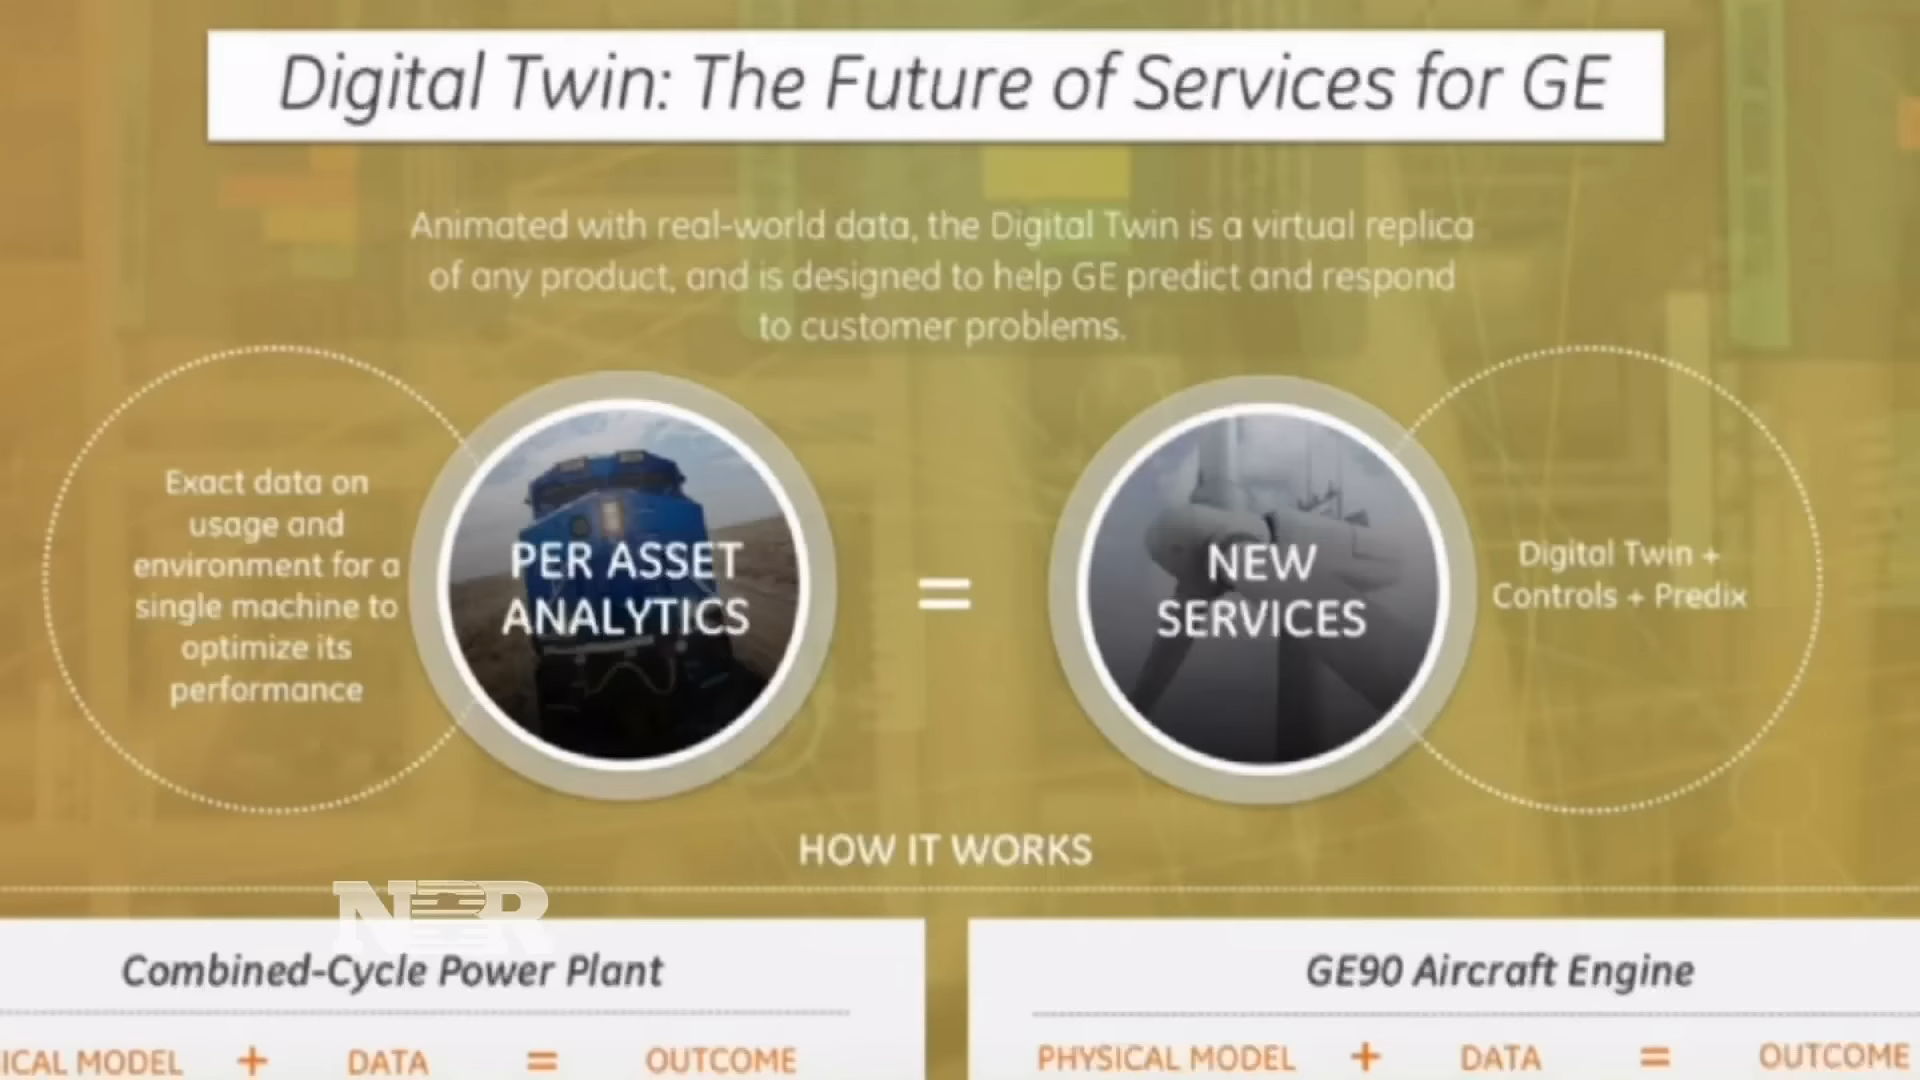 Digital Twin: The Future of Services for GE
Animated with real-world data, the Digital Twin is a virtual replica
of any product, and is designed to help GE predict and respond
to customer problems.
Exact data on
usage and
environment for a
single machine to
optimize its
performance
PER ASSET
ANALYTICS
=
NEW
SERVICES
Digital Twin +
Controls + Predix
HOW IT WORKS
NBR
Combined-Cycle Power Plant
ICAL MODEL + DATA = OUTCOME
GE90 Aircraft Engine
PHYSICAL MODEL + DATA = OUTCOME